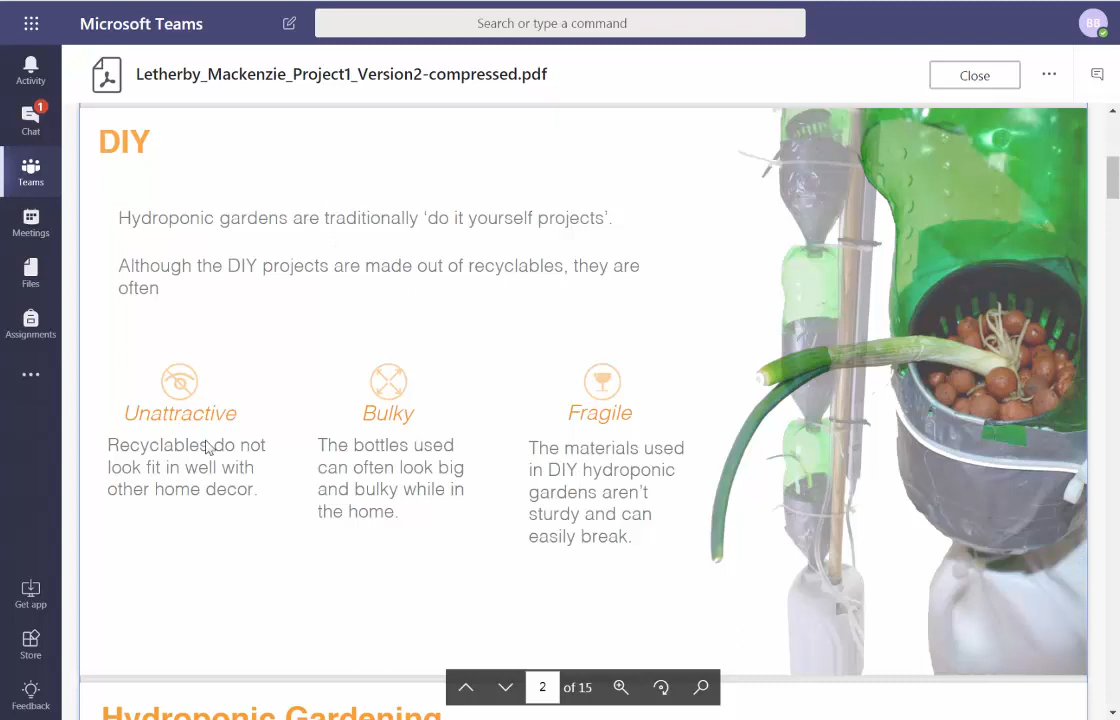 Microsoft Teams
Search or type a command
BB
Activity
Letherby_Mackenzie_Project1_Version2-compressed.pdf
Close
1
Chat
Teams
Meetings
Files
Assignments
Get app
Store
Feedback
DIY
Hydroponic gardens are traditionally ‘do it yourself projects’.
Although the DIY projects are made out of recyclables, they are
often
Unattractive
Recyclables do not
look fit in well with
other home decor.
Bulky
The bottles used
can often look big
and bulky while in
the home.
Fragile
The materials used
in DIY hydroponic
gardens aren’t
sturdy and can
easily break.
2 of 15
Hydroponic Gardening